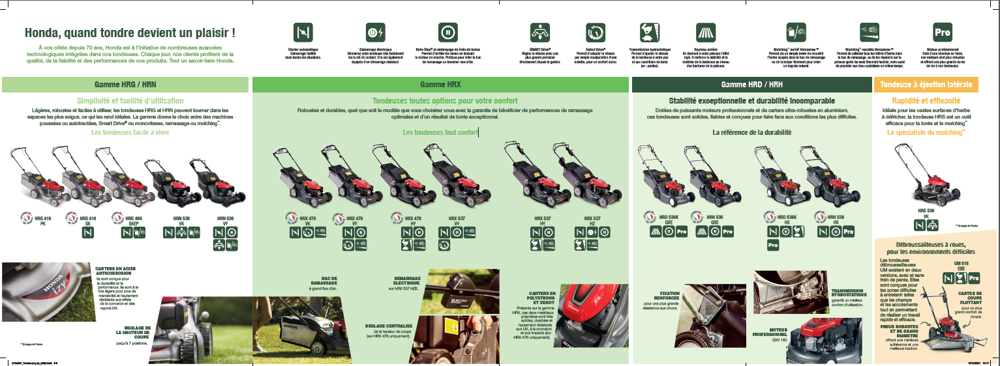 Honda, quand tondre devient un plaisir !
À vos côtés depuis 70 ans, Honda est à l'initiative de nombreuses avancées
technologiques intégrées dans nos tondeuses. Chaque jour, nos clients profitent de la
qualité, de la fiabilité et des performances de nos produits. Tout un savoir-faire Honda.
Starter automatique
Démarrage facilité
dans toutes les situations.
Démarrage électrique
Démarrez votre tondeuse très facilement
via la clé de contact. Elle est également
équipée d'un démarrage standard.
Roto-Stop® et embrayage de frein de lames
Permet d'arrêter les lames en laissant
le moteur en marche. Pratique pour vider le bac
de ramassage ou traverser une allée.
SMART Drive®
Réglez la vitesse avec une
plus grande précision
directement depuis le guidon.
Select Drive®
Permet d'adapter la vitesse
par simple manipulation d'une
molette, pour un confort accru.
Transmission hydrostatique
Permet d'ajuster la vitesse
de la tondeuse à votre pas
et aux conditions de tonte
(ex : pentes).
Rouleau arrière
Ils donnent à votre pelouse l'effet
rayé. Il renforce la stabilité et la
maîtrise de la tondeuse au niveau
des bordures de la pelouse.
Mulching™ on/off Versamow™
Permet via un simple levier de recueillir
l'herbe coupée dans le bac de ramassage
ou de la broyer finement pour créer
un engrais naturel.
Mulching™ variable Versamow™
Permet de collecter tous les débris d'herbe dans
le bac de ramassage, ou de les répandre sur la
pelouse après les avoir finement hachés, mais aussi
de procéder aux deux opérations en même temps.
Pro
Moteur professionnel
Doté d'une chemise en fonte,
nos moteurs sont plus robustes
et offrent une plus grande durée
de vie à nos tondeuses.
Gamme HRG / HRN
Simplicité et facilité d'utilisation
Légères, robustes et faciles à utiliser, les tondeuses HRG et HRN peuvent tourner dans les
espaces les plus exigus, ce qui les rend idéales. La gamme donne le choix entre des machines
poussées ou autotractées, Smart Drive® ou monovitesse, ramassage ou mulching™.
Les tondeuses facile à vivre
HRG 416
PK
HRG 416
SK
HRG 466
SKEP
HRN 536
VK
HRN 536
VY
CARTERS EN ACIER
ANTICORROSION
Ils sont conçus pour
la durabilité et la
performance. Ils sont à la
fois légers pour plus de
maniabilité et hautement
résistants aux effets
de la corrosion et des
rayons UV.
HONDA
IZY
REGLAGE DE
LA HAUTEUR DE
COUPE
jusqu'à 7 positions.
** Broyage de l'herbe
Gamme HRX
Tondeuses toutes options pour votre confort
Robustes et durables, quel que soit le modèle que vous choisirez vous avez la garantie de bénéficier de performances de ramassage
optimales et d'un résultat de tonte exceptionnel.
Les tondeuses tout confort
HRX 476
VK
HRX 476
VY
HRX 476
HY
HRX 537
VY
HRX 537
HY
HRX 537
HZ
BAC DE
RAMASSAGE
à grand flux d'air.
HONDA
DEMARRAGE
ELECTRIQUE
sur HRX 537 HZE.
ELECTRIC
START
REGLAGE CENTRALISE
de la hauteur de coupe
(sur HRX 476 uniquement).
CARTERS EN
POLYSTRONG
ET XENOY
Présents sur la gamme
HRX, ces deux matériaux
polymères sont très
solides, durables et
hautement résistants
aux UV, à la corrosion
et aux impacts (sur
HRX 476 uniquement).
HONDA
Gamme HRD / HRH
Stabilité exceptionnelle et durabilité incomparable
Dotées de puissants moteurs professionnels et de carters ultra-robustes en aluminium,
ces tondeuses sont solides, fiables et conçues pour faire face aux conditions les plus difficiles.
La référence de la durabilité
HRD 536K
QXE
Pro
HRH 536
QXE
Pro
HRD 536K
HX
Pro
HRH 536
HX
Pro
FIXATION
RENFORCEE
pour une plus grande
résistance aux chocs.
TRANSMISSION
HYDROSTATIQUE
garantit un meilleur
confort d'utilisation.
MOTEUR
PROFESSIONNEL
GXV 160
HONDA
Tondeuse à éjection latérale
Rapidité et efficacité
Idéale pour les vastes surfaces d'herbe
à défricher, la tondeuse HRS est un outil
efficace pour la tonte et le mulching™
La spécialiste du mulching**
HRS 536
VK
** Broyage de l'herbe
Débroussailleuses à roues,
pour les environnements difficiles
Les tondeuses
débroussailleuses
UM existent en deux
versions, avec et sans
frein de pente. Elles
sont conçues pour
les zones difficiles
à entretenir telles
que les champs
et les accotements
tout en permettant
de réaliser un travail
rapide et efficace.
UM 616
EBE
Pro
CARTER DE
COUPE
FLOTTANT
pour un plus
grand confort de
coupe.
PNEUS ROBUSTES
ET DE GRAND
DIAMETRE
offrant une meilleure
adhérence et une
meilleure traction.